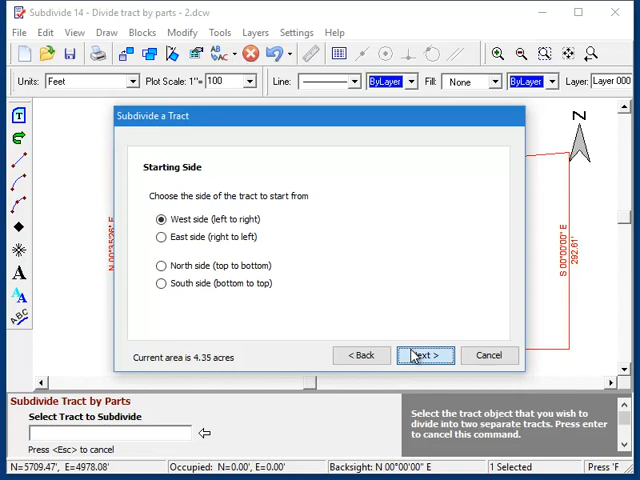 Subdivide 14 - Divide tract by parts - 2.dcw
File Edit View Draw Blocks Modify Tools Layers Settings Help
Units: Feet Plot Scale: 1"= 100 Line: ByLayer Fill: None ByLayer Layer: Layer 000
Subdivide a Tract
Starting Side
Choose the side of the tract to start from
West side (left to right)
East side (right to left)
North side (top to bottom)
South side (bottom to top)
Current area is 4.35 acres
< Back
Next >
Cancel
N
S 00°00'00" E
292.61'
T
A
Subdivide Tract by Parts
Select Tract to Subdivide
Press <Esc> to cancel
Select the tract object that you wish to
divide into two separate tracts. Press enter
to cancel this command.
N=5709.47', E=4978.08' Occupied: N=0.00', E=0.00' Backsight: N 00°00'00" E 1 Selected Press 'F